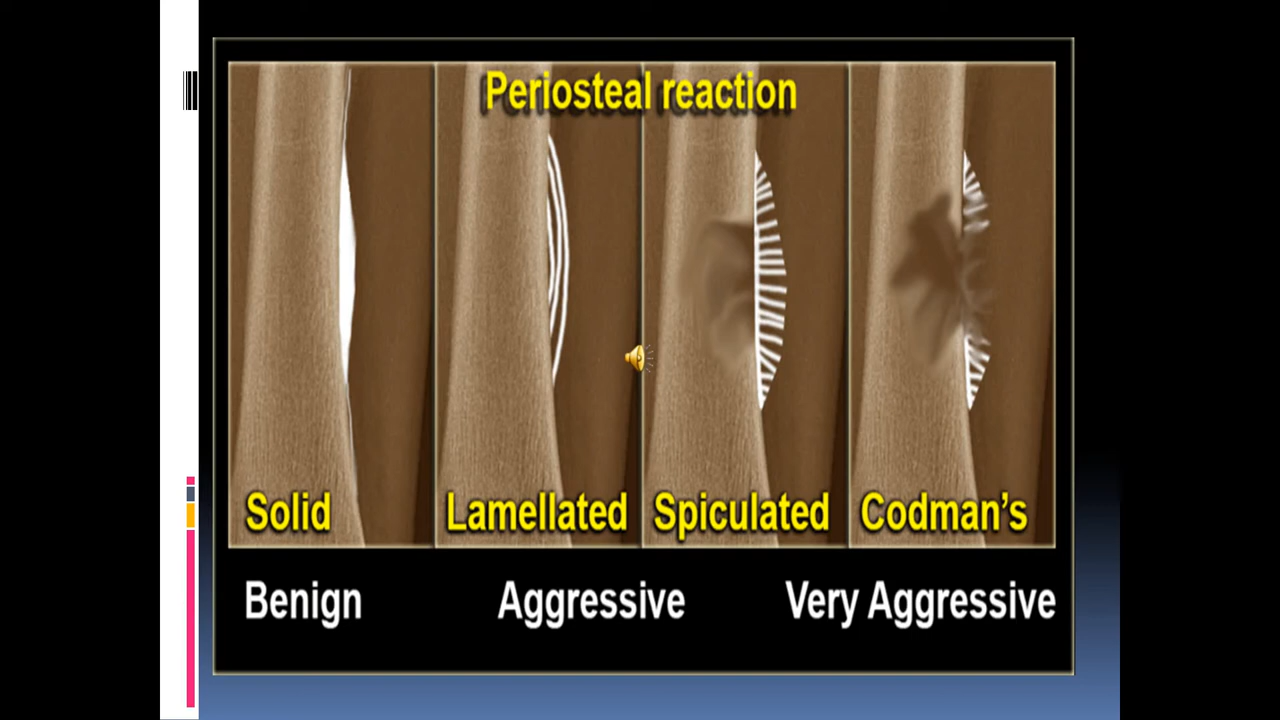 Periosteal reaction
Solid
Lamellated
Spiculated
Codman's
Benign
Aggressive
Very Aggressive